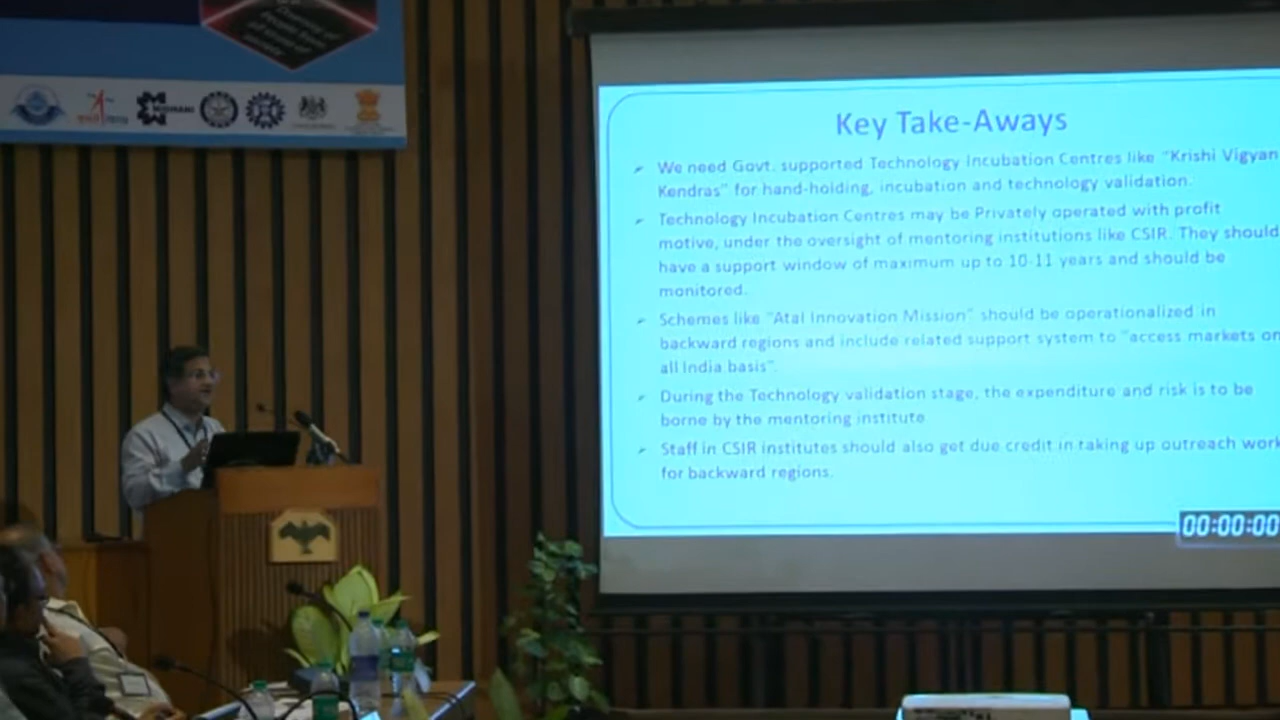 MIDHANI
Key Take-Aways
We need Govt. supported Technology Incubation Centres like "Krishi Vigyan
Kendras" for hand-holding, incubation and technology validation.
Technology Incubation Centres may be Privately operated with profit
motive, under the oversight of mentoring institutions like CSIR. They should
have a support window of maximum up to 10-11 years and should be
monitored.
Schemes like "Atal Innovation Mission" should be operationalized in
backward regions and include related support system to "access markets on
all India basis".
During the Technology validation stage, the expenditure and risk is to be
borne by the mentoring institute
Staff in CSIR institutes should also get due credit in taking up outreach work
for backward regions.
00:00:00